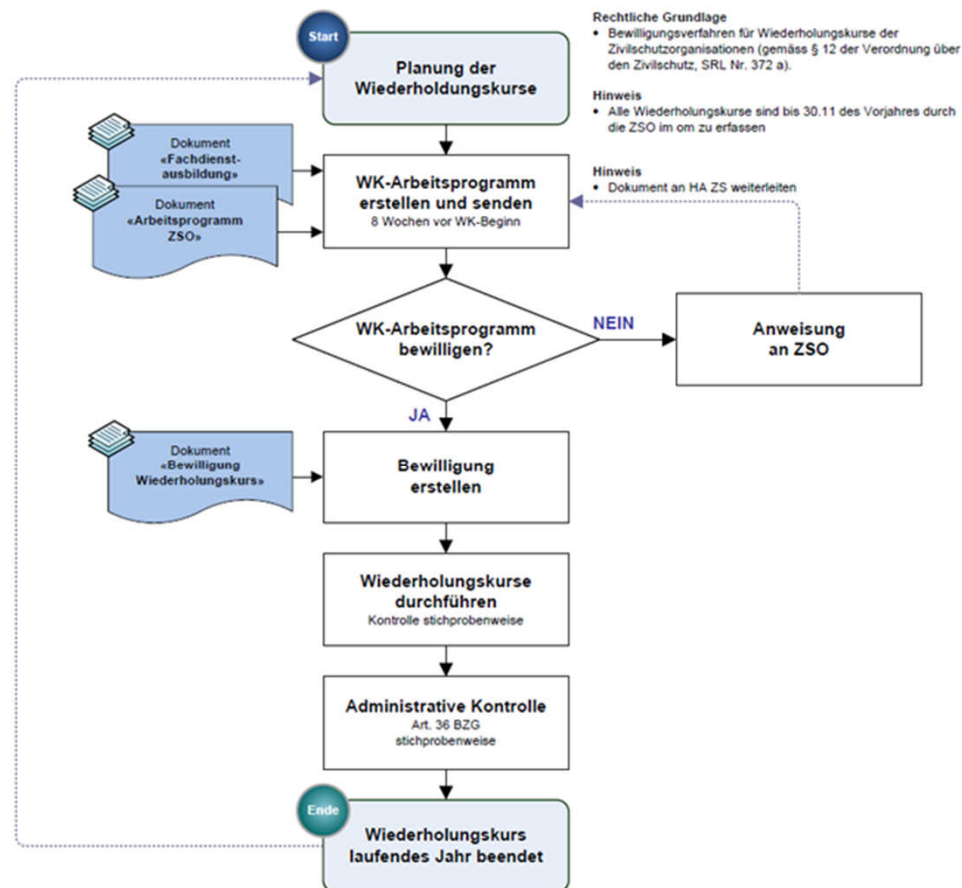 Start
Planung der
Wiederholdungskurse
Rechtliche Grundlage
• Bewilligungsverfahren für Wiederholungskurse der
Zivilschutzorganisationen (gemäss § 12 der Verordnung über
den Zivilschutz, SRL Nr. 372 a).
Hinweis
• Alle Wiederholungskurse sind bis 30.11 des Vorjahres durch
die ZSO im om zu erfassen
Hinweis
• Dokument an HA ZS weiterleiten
Dokument
«Fachdienst-
ausbildung»
Dokument
«Arbeitsprogramm
ZSO»
WK-Arbeitsprogramm
erstellen und senden
8 Wochen vor WK-Beginn
WK-Arbeitsprogramm
bewilligen?
NEIN
Anweisung
an ZSO
JA
Dokument
«Bewilligung
Wiederholungskurs»
Bewilligung
erstellen
Wiederholungskurse
durchführen
Kontrolle stichprobenweise
Administrative Kontrolle
Art. 36 BZG
stichprobenweise
Ende
Wiederholungskurs
laufendes Jahr beendet